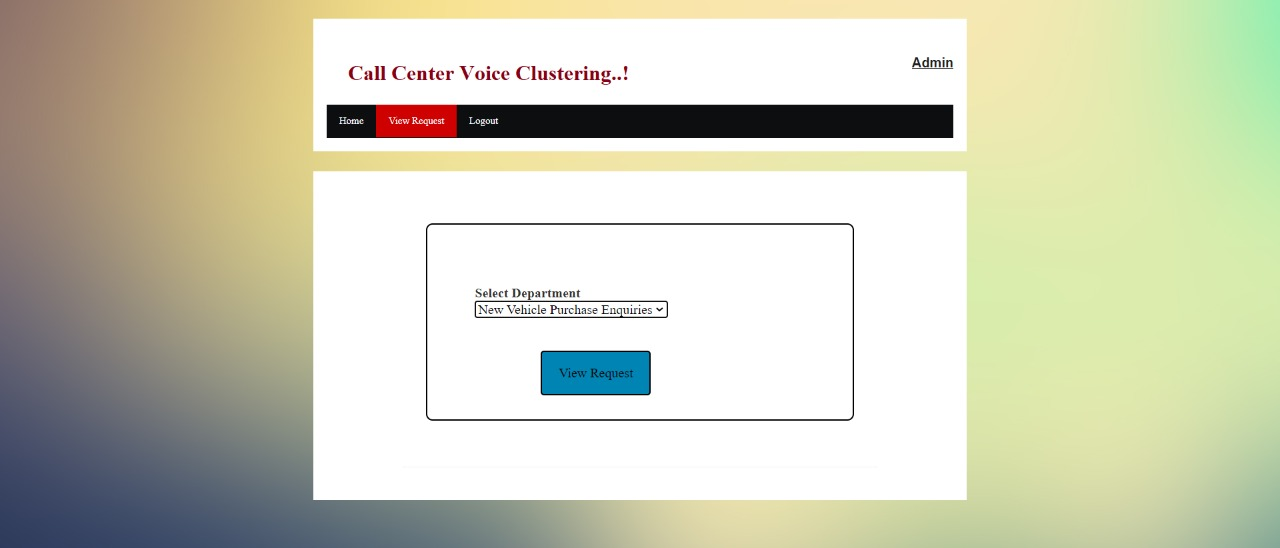 Call Center Voice Clustering..!
Admin
Home View Request Logout
Select Department
New Vehicle Purchase Enquiries
View Request